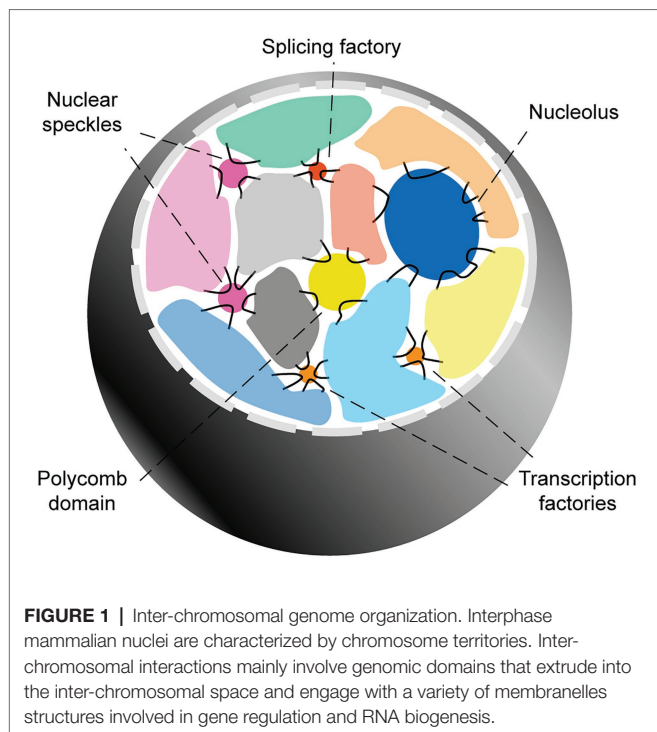 Splicing factory
Nuclear
speckles
Nucleolus
Polycomb
domain
Transcription
factories
FIGURE 1 | Inter-chromosomal genome organization. Interphase
mammalian nuclei are characterized by chromosome territories. Inter-
chromosomal interactions mainly involve genomic domains that extrude into
the inter-chromosomal space and engage with a variety of membranelles
structures involved in gene regulation and RNA biogenesis.